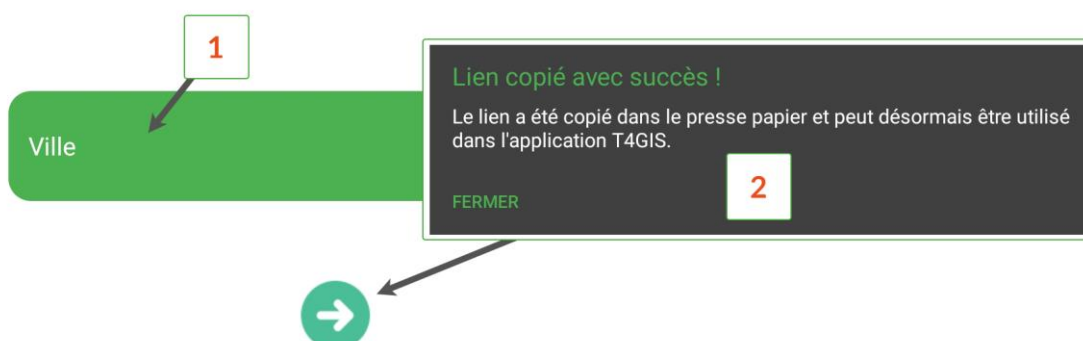 1
Ville
Lien copié avec succès !
Le lien a été copié dans le presse papier et peut désormais être utilisé
dans l'application T4GIS.
2
FERMER